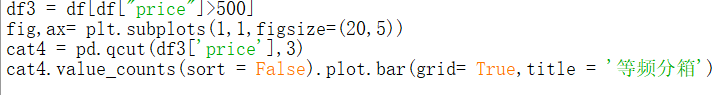 df3 = df[df["price"]>500]
fig,ax= plt.subplots(1,1,figsize=(20,5))
cat4 = pd.qcut(df3['price'],3)
cat4.value_counts(sort = False).plot.bar(grid= True,title = '等频分箱')